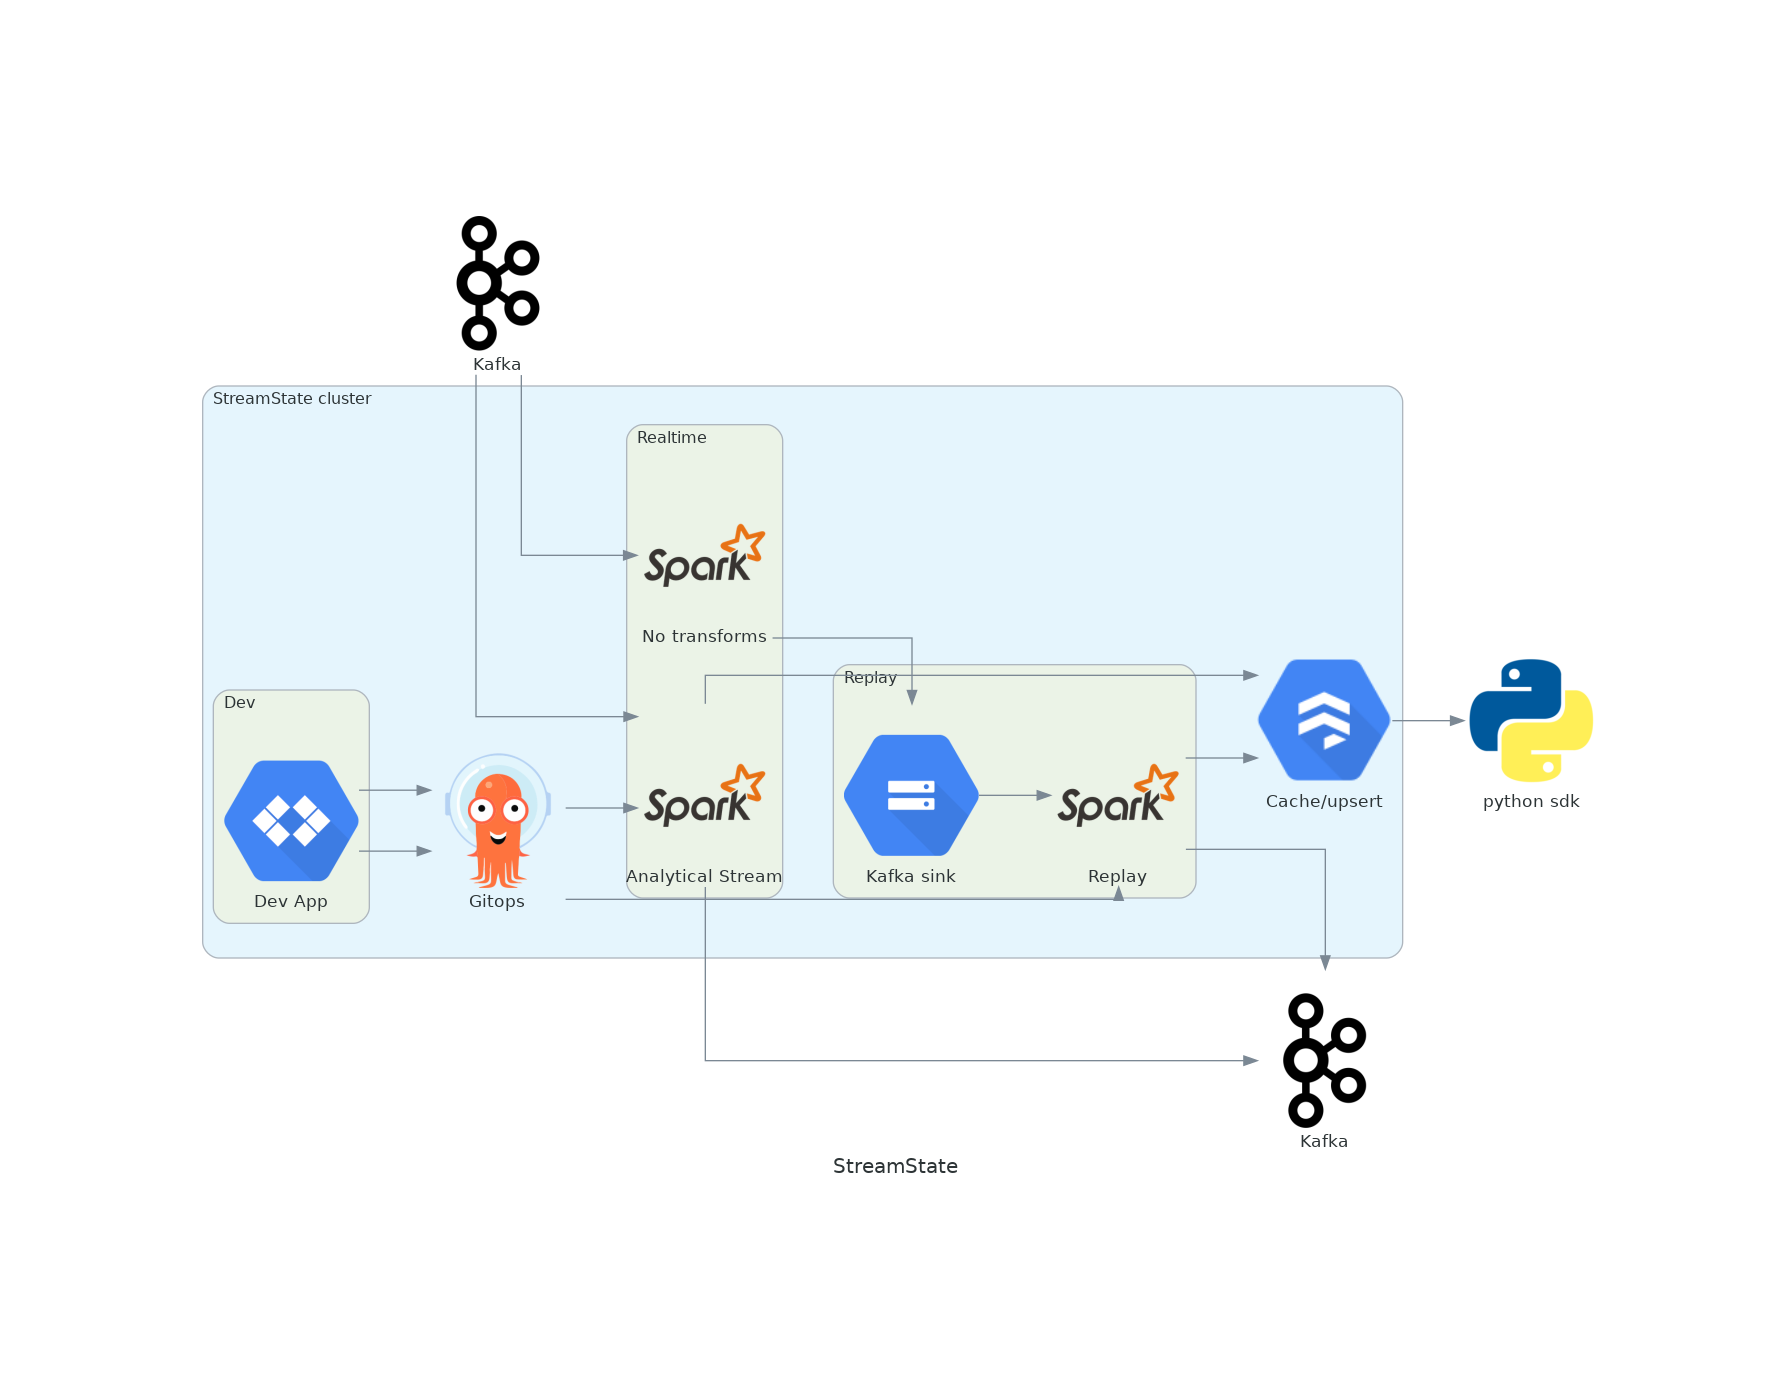 Kafka
StreamState cluster
Realtime
Spark
No transforms
Replay
Dev
Spark
Spark
Cache/upsert
python sdk
Analytical Stream
Kafka sink
Replay
Dev App
Gitops
Kafka
StreamState